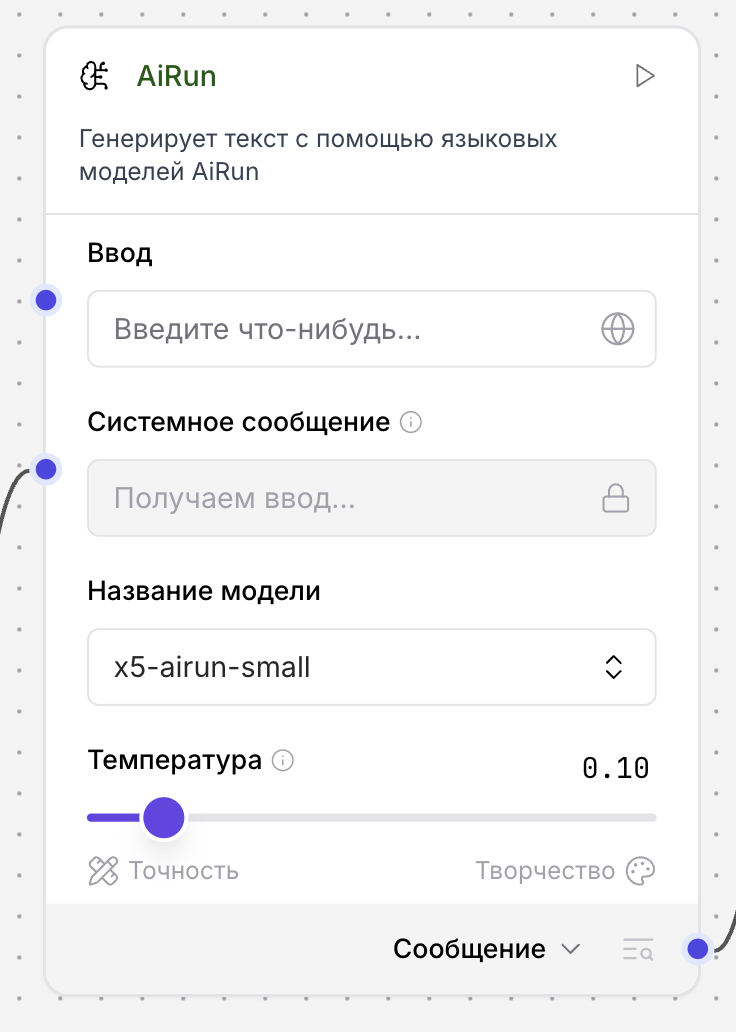 AiRun
Генерирует текст с помощью языковых
моделей AiRun
Ввод
Введите что-нибудь...
Системное сообщение
Получаем ввод...
Название модели
x5-airun-small
Температура
0.10
Точность
Творчество
Сообщение